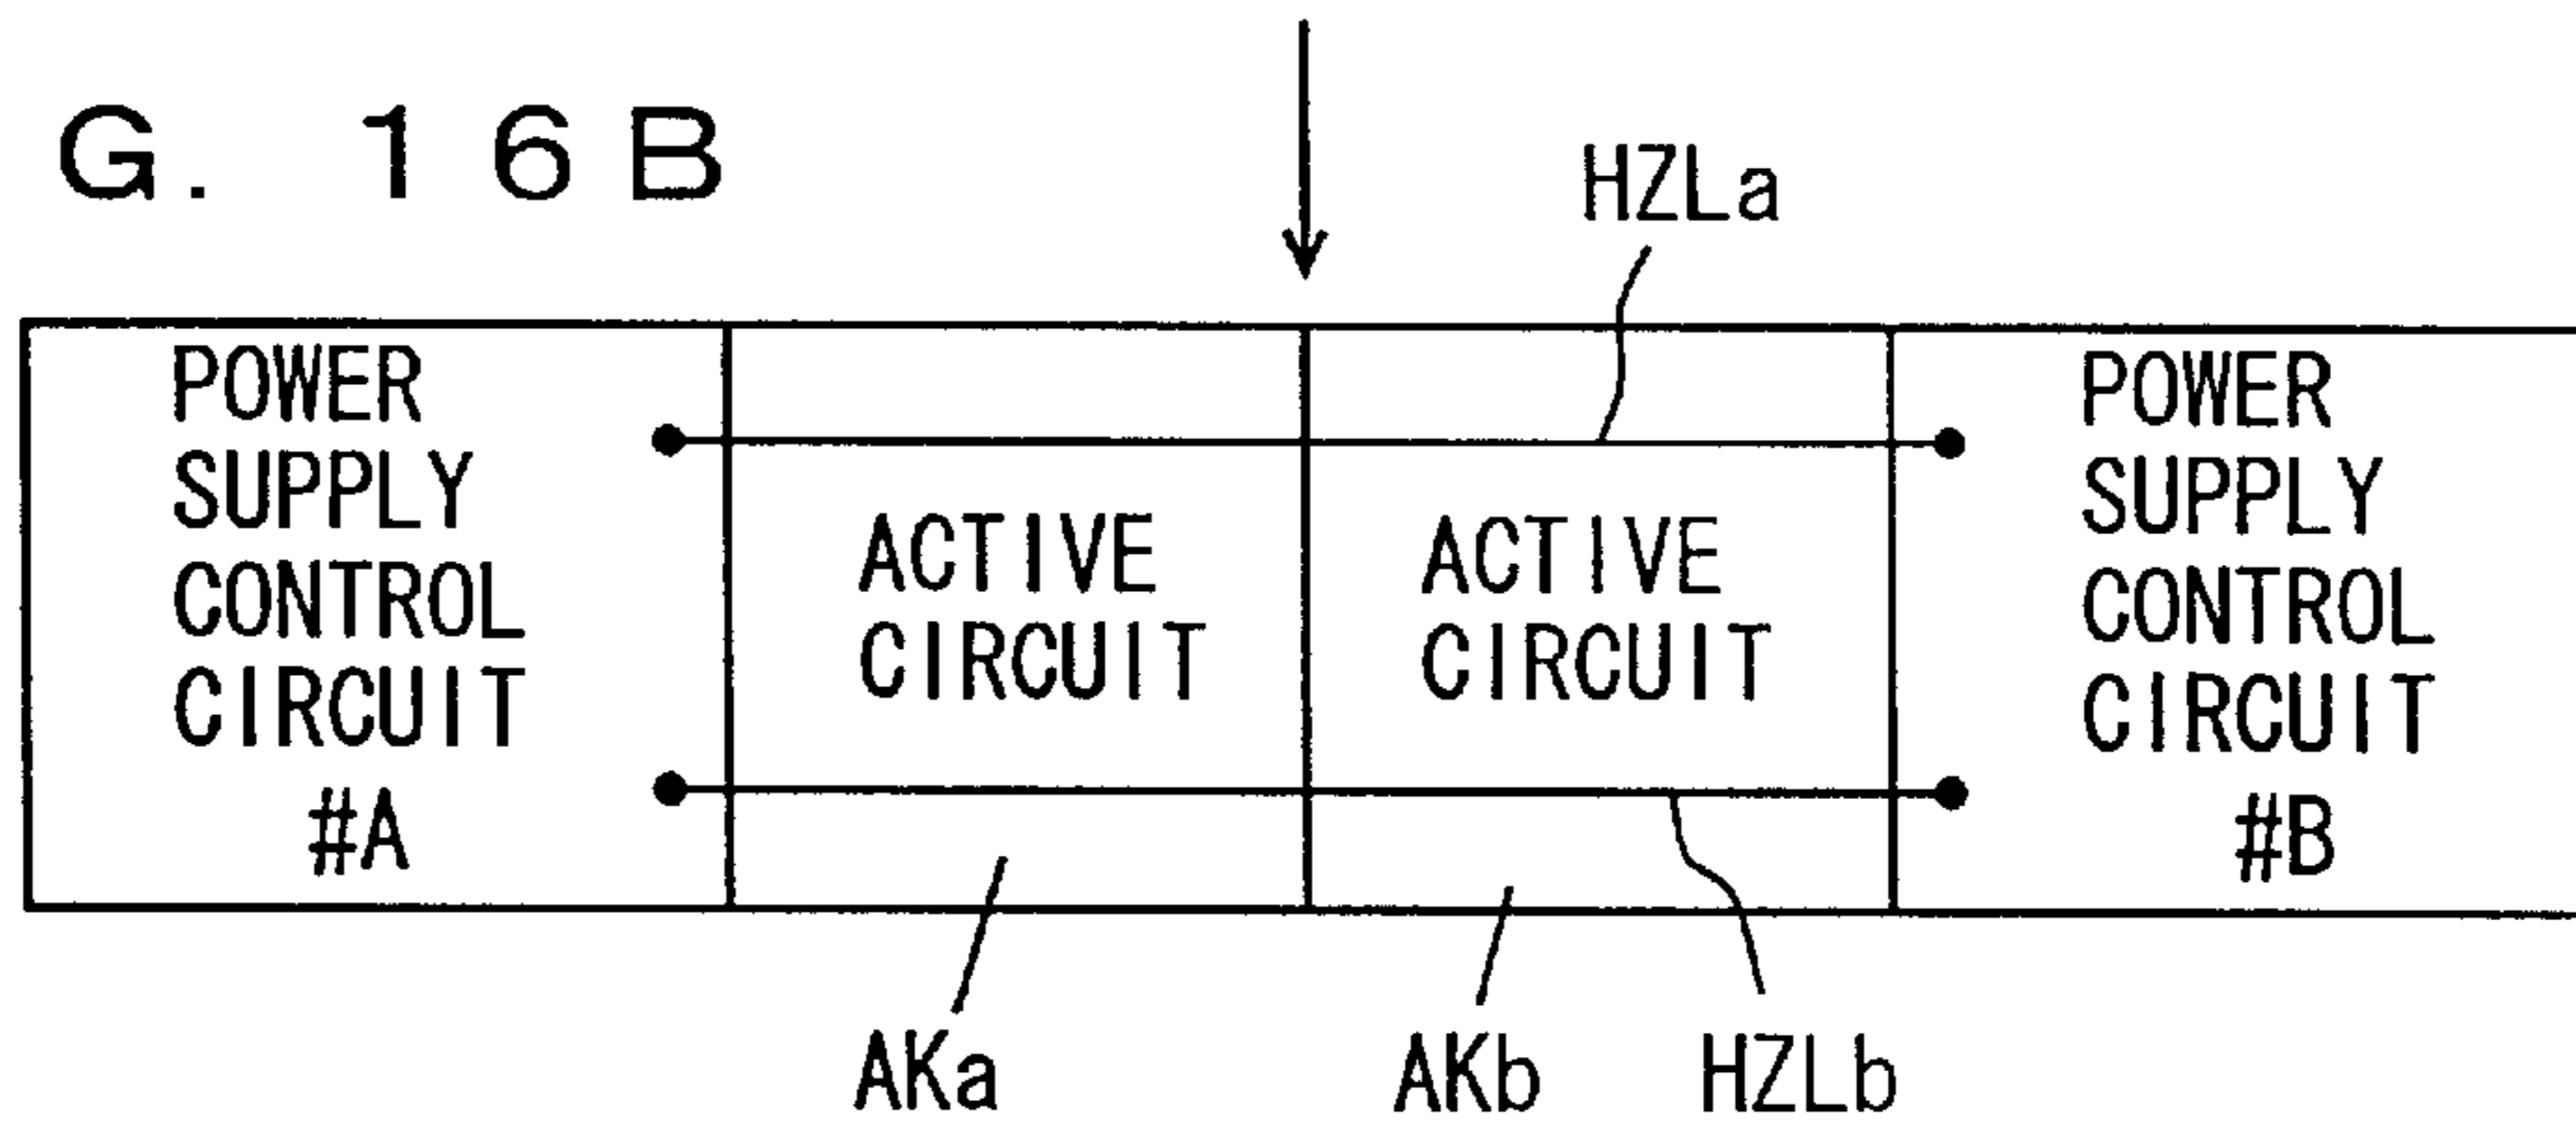 G. 16B
HZLa
POWER
SUPPLY
CONTROL
CIRCUIT
#A
ACTIVE
CIRCUIT
ACTIVE
CIRCUIT
POWER
SUPPLY
CONTROL
CIRCUIT
#B
AKa
AKb
HZLb